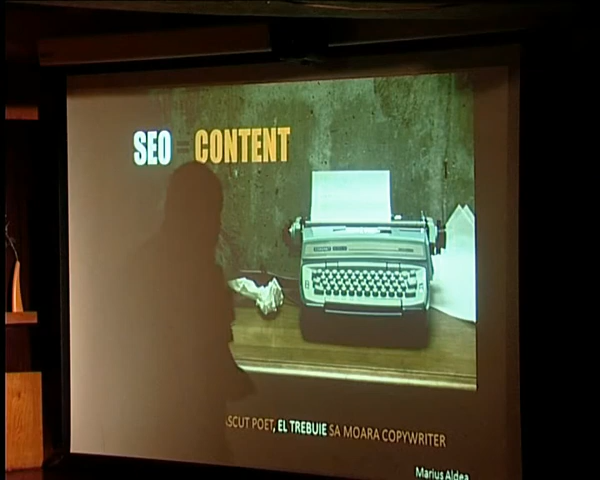 SEO = CONTENT
SCUT POET, EL TREBUIE SA MOARA COPYWRITER
Marius Aldea